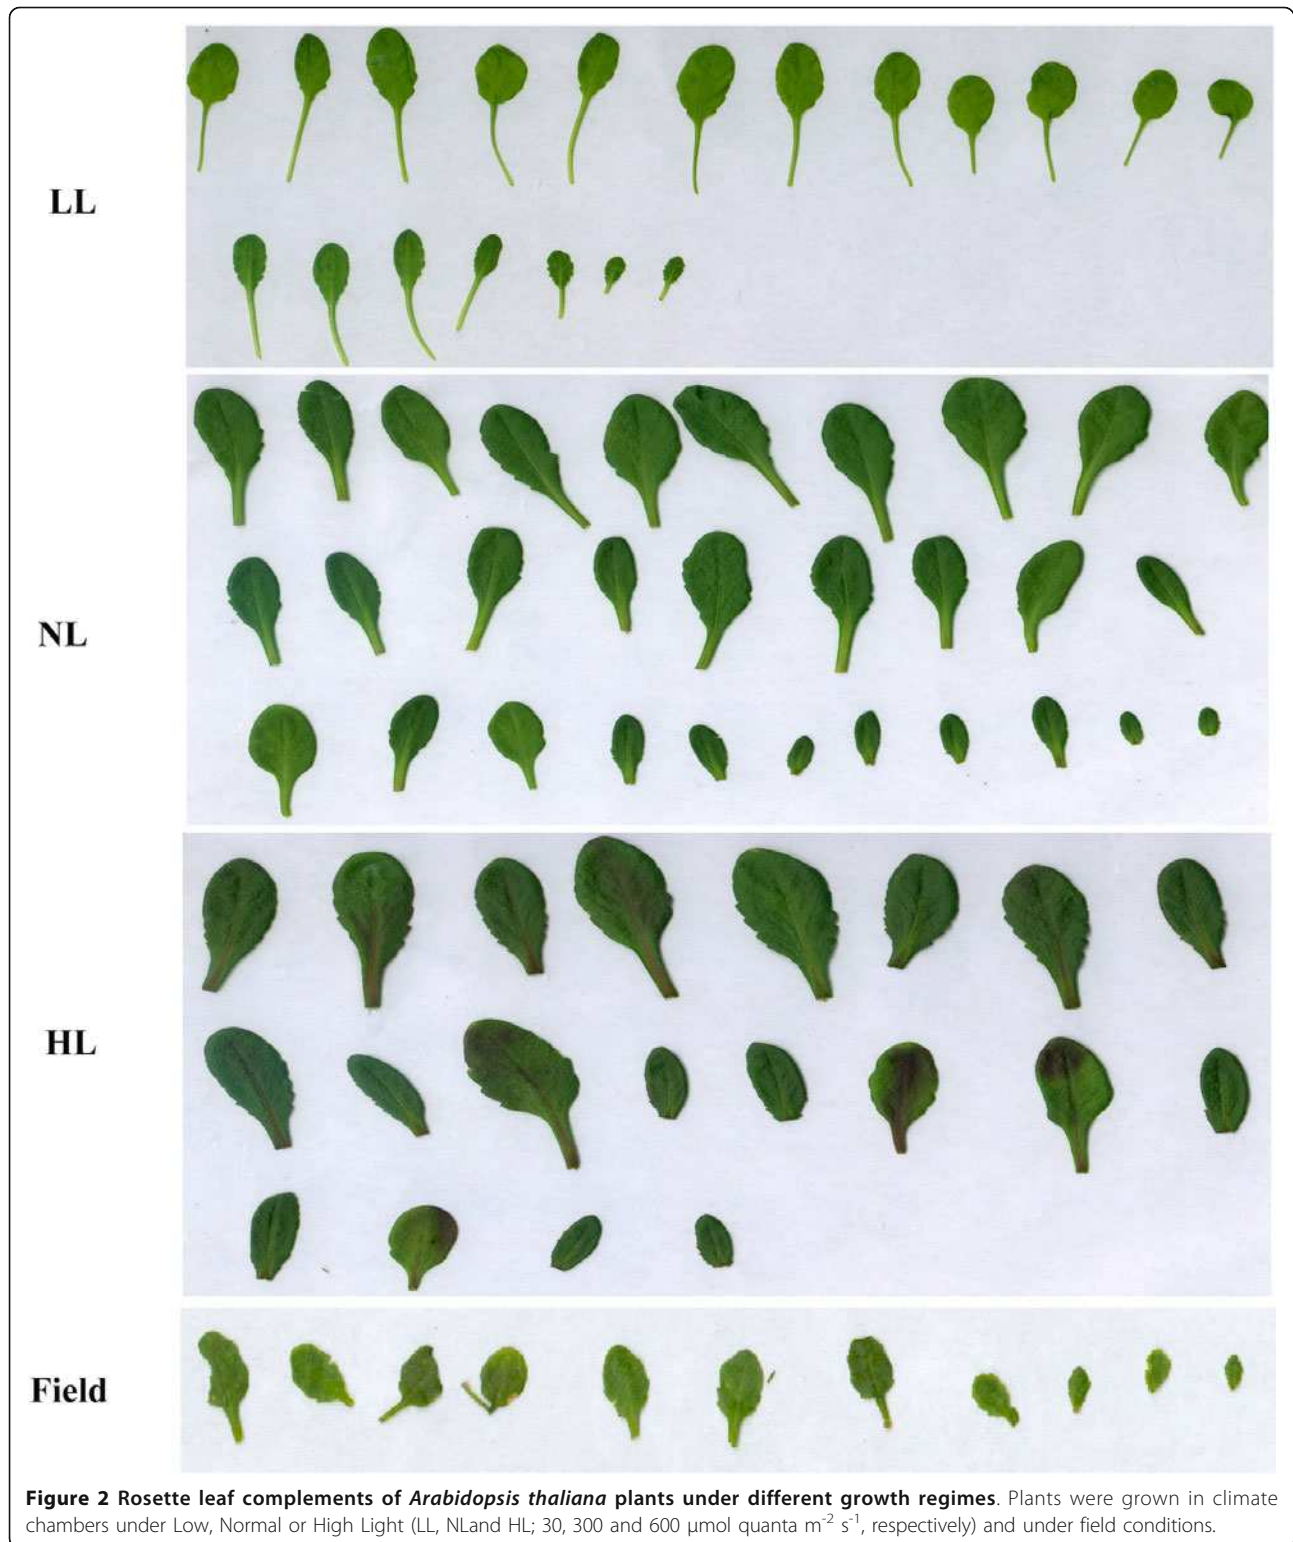 LL
NL
HL
Field
Figure 2 Rosette leaf complements of Arabidopsis thaliana plants under different growth regimes. Plants were grown in climate
chambers under Low, Normal or High Light (LL, NLand HL; 30, 300 and 600 μmol quanta m⁻² s⁻¹, respectively) and under field conditions.